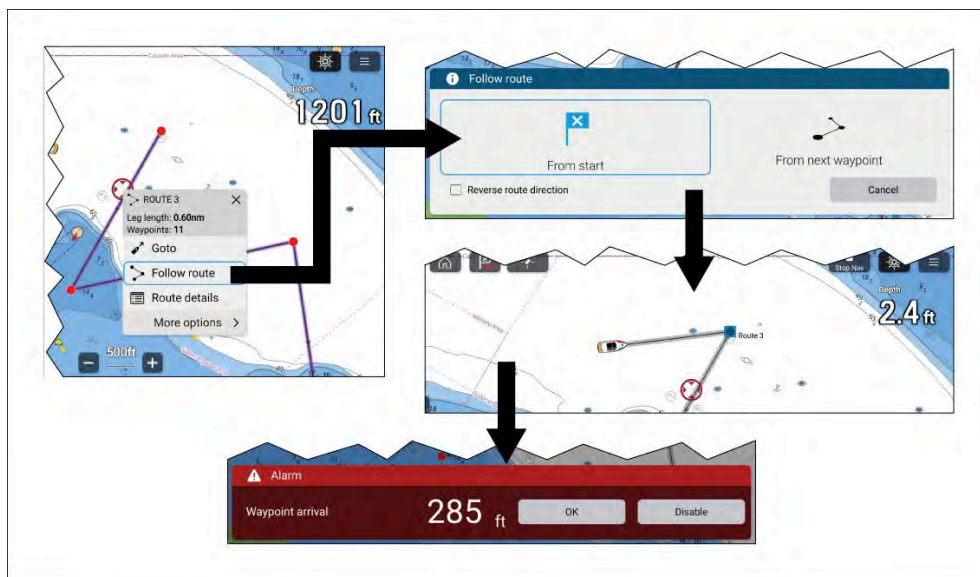 Depth
1201 ft
ROUTE 3
Leg length: 0.60nm
Waypoints: 11
Goto
Follow route
Route details
More options
500ft
Follow route
From start
From next waypoint
Reverse route direction
Cancel
Stop Nav
Depth
2.4 ft
Route 3
Alarm
Waypoint arrival
285 ft
OK
Disable